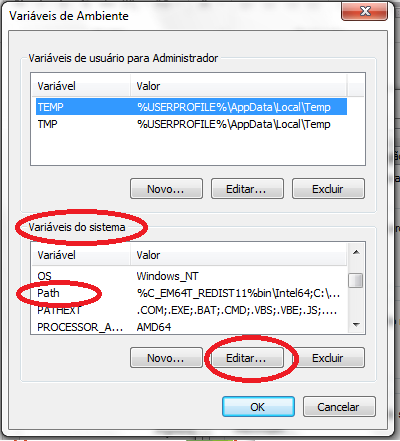 Variáveis de Ambiente
Variáveis de usuário para Administrador
Variável Valor
TEMP %USERPROFILE%\AppData\Local\Temp
TMP %USERPROFILE%\AppData\Local\Temp
Novo... Editar... Excluir
Variáveis do sistema
Variável Valor
OS Windows_NT
Path %C_EM64T_REDIST11%bin\Intel64;C:\...
PATHEXT .COM;.EXE;.BAT;.CMD;.VBS;.VBE;.JS;....
PROCESSOR_A... AMD64
Novo... Editar... Excluir
OK Cancelar